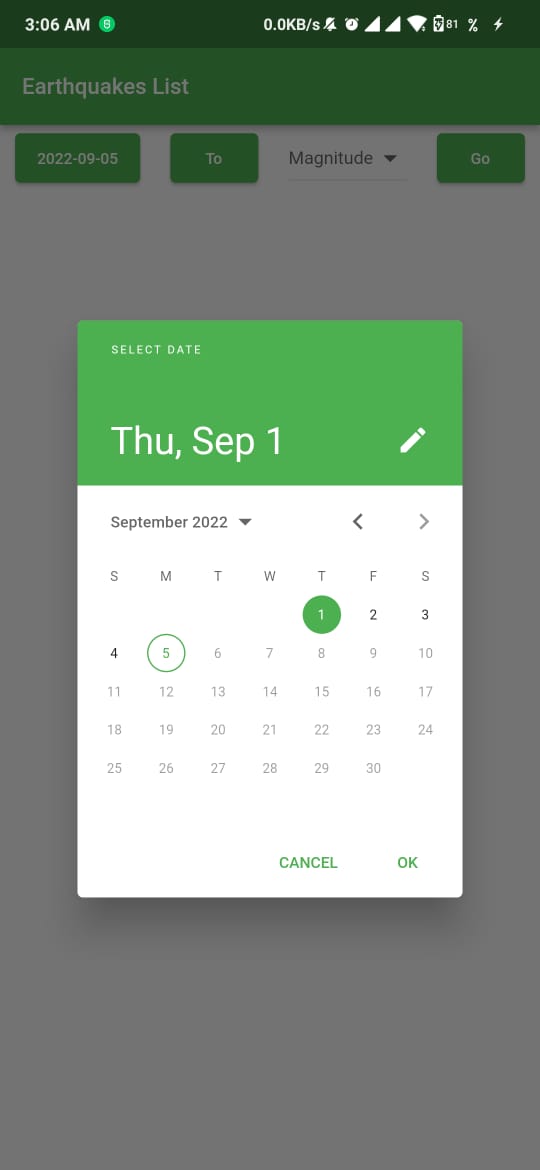 3:06 AM 0.0KB/s 81 %
Earthquakes List
2022-09-05 To Magnitude Go
SELECT DATE
Thu, Sep 1
September 2022
S M T W T F S
1 2 3
4 5 6 7 8 9 10
11 12 13 14 15 16 17
18 19 20 21 22 23 24
25 26 27 28 29 30
CANCEL OK